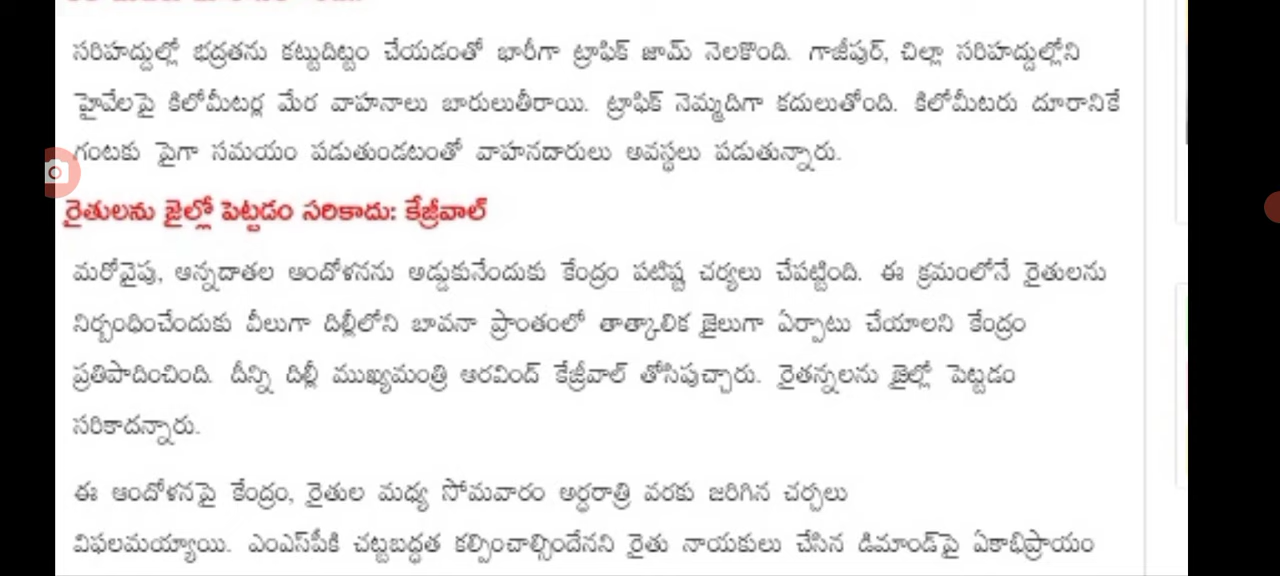 సరిహద్దుల్లో భద్రతను కట్టుదిట్టం చేయడంతో భారీగా ట్రాఫిక్ జామ్ నెలకొంది. గాజీపుర్, చిల్లా సరిహద్దుల్లోని
హైవేలపై కిలోమీటర్ల మేర వాహనాలు బారులుతీరాయి. ట్రాఫిక్ నెమ్మదిగా కదులుతోంది. కిలోమీటరు దూరానికే
గంటకు పైగా సమయం పడుతుండటంతో వాహనదారులు అవస్థలు పడుతున్నారు.
రైతులను జైల్లో పెట్టడం సరికాదు: కేజ్రీవాల్
మరోవైపు, అన్నదాతల ఆందోళనను అడ్డుకునేందుకు కేంద్రం పటిష్ట చర్యలు చేపట్టింది. ఈ క్రమంలోనే రైతులను
నిర్బంధించేందుకు వీలుగా దిల్లీలోని బావనా ప్రాంతంలో తాత్కాలిక జైలుగా ఏర్పాటు చేయాలని కేంద్రం
ప్రతిపాదించింది. దీన్ని దిల్లీ ముఖ్యమంత్రి అరవింద్ కేజ్రీవాల్ తోసిపుచ్చారు. రైతన్నలను జైల్లో పెట్టడం
సరికాదన్నారు.
ఈ ఆందోళనపై కేంద్రం, రైతుల మధ్య సోమవారం అర్ధరాత్రి వరకు జరిగిన చర్చలు
విఫలమయ్యాయి. ఎంఎస్‌పీకి చట్టబద్ధత కల్పించాల్సిందేనని రైతు నాయకులు చేసిన డిమాండ్‌పై ఏకాభిప్రాయం